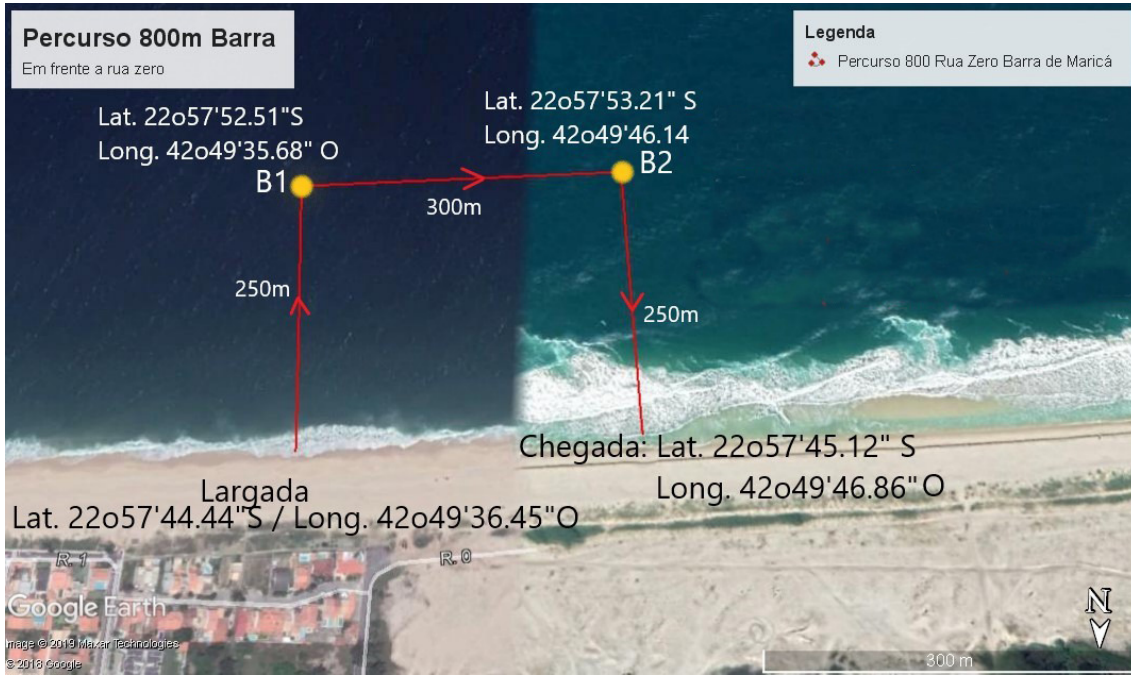 Percurso 800m Barra
Em frente a rua zero
Legenda
Percurso 800 Rua Zero Barra de Maricá
Lat. 22o57'52.51"S
Long. 42o49'35.68" O
B1
Lat. 22o57'53.21" S
Long. 42o49'46.14
B2
300m
250m
250m
Largada
Lat. 22o57'44.44"S / Long. 42o49'36.45"O
Chegada: Lat. 22o57'45.12" S
Long. 42o49'46.86" O
R. 1
R. 0
Google Earth
mage © 2019 Maxar Technologies
© 2018 Google
N
300 m